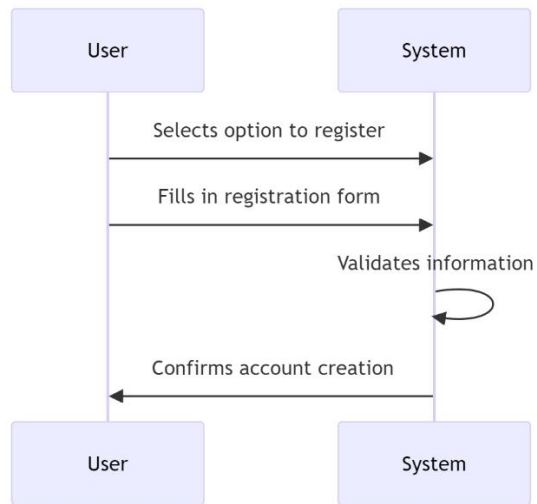 User
System
Selects option to register
Fills in registration form
Validates information
Confirms account creation
User
System